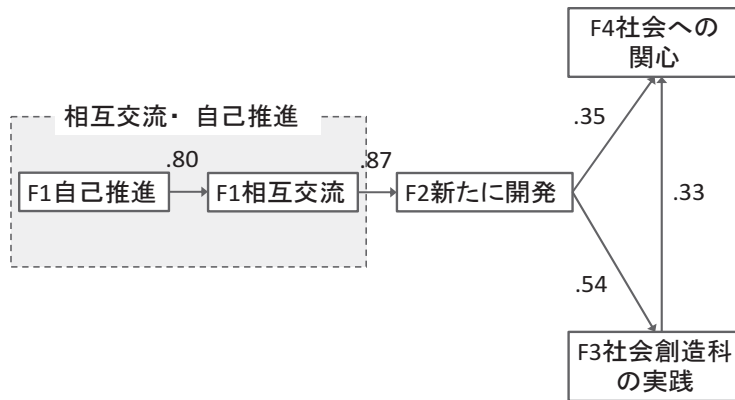 F4社会への
関心
相互交流・ 自己推進
.35
.80
.87
F1自己推進
F1相互交流
F2新たに開発
.33
.54
F3社会創造科
の実践